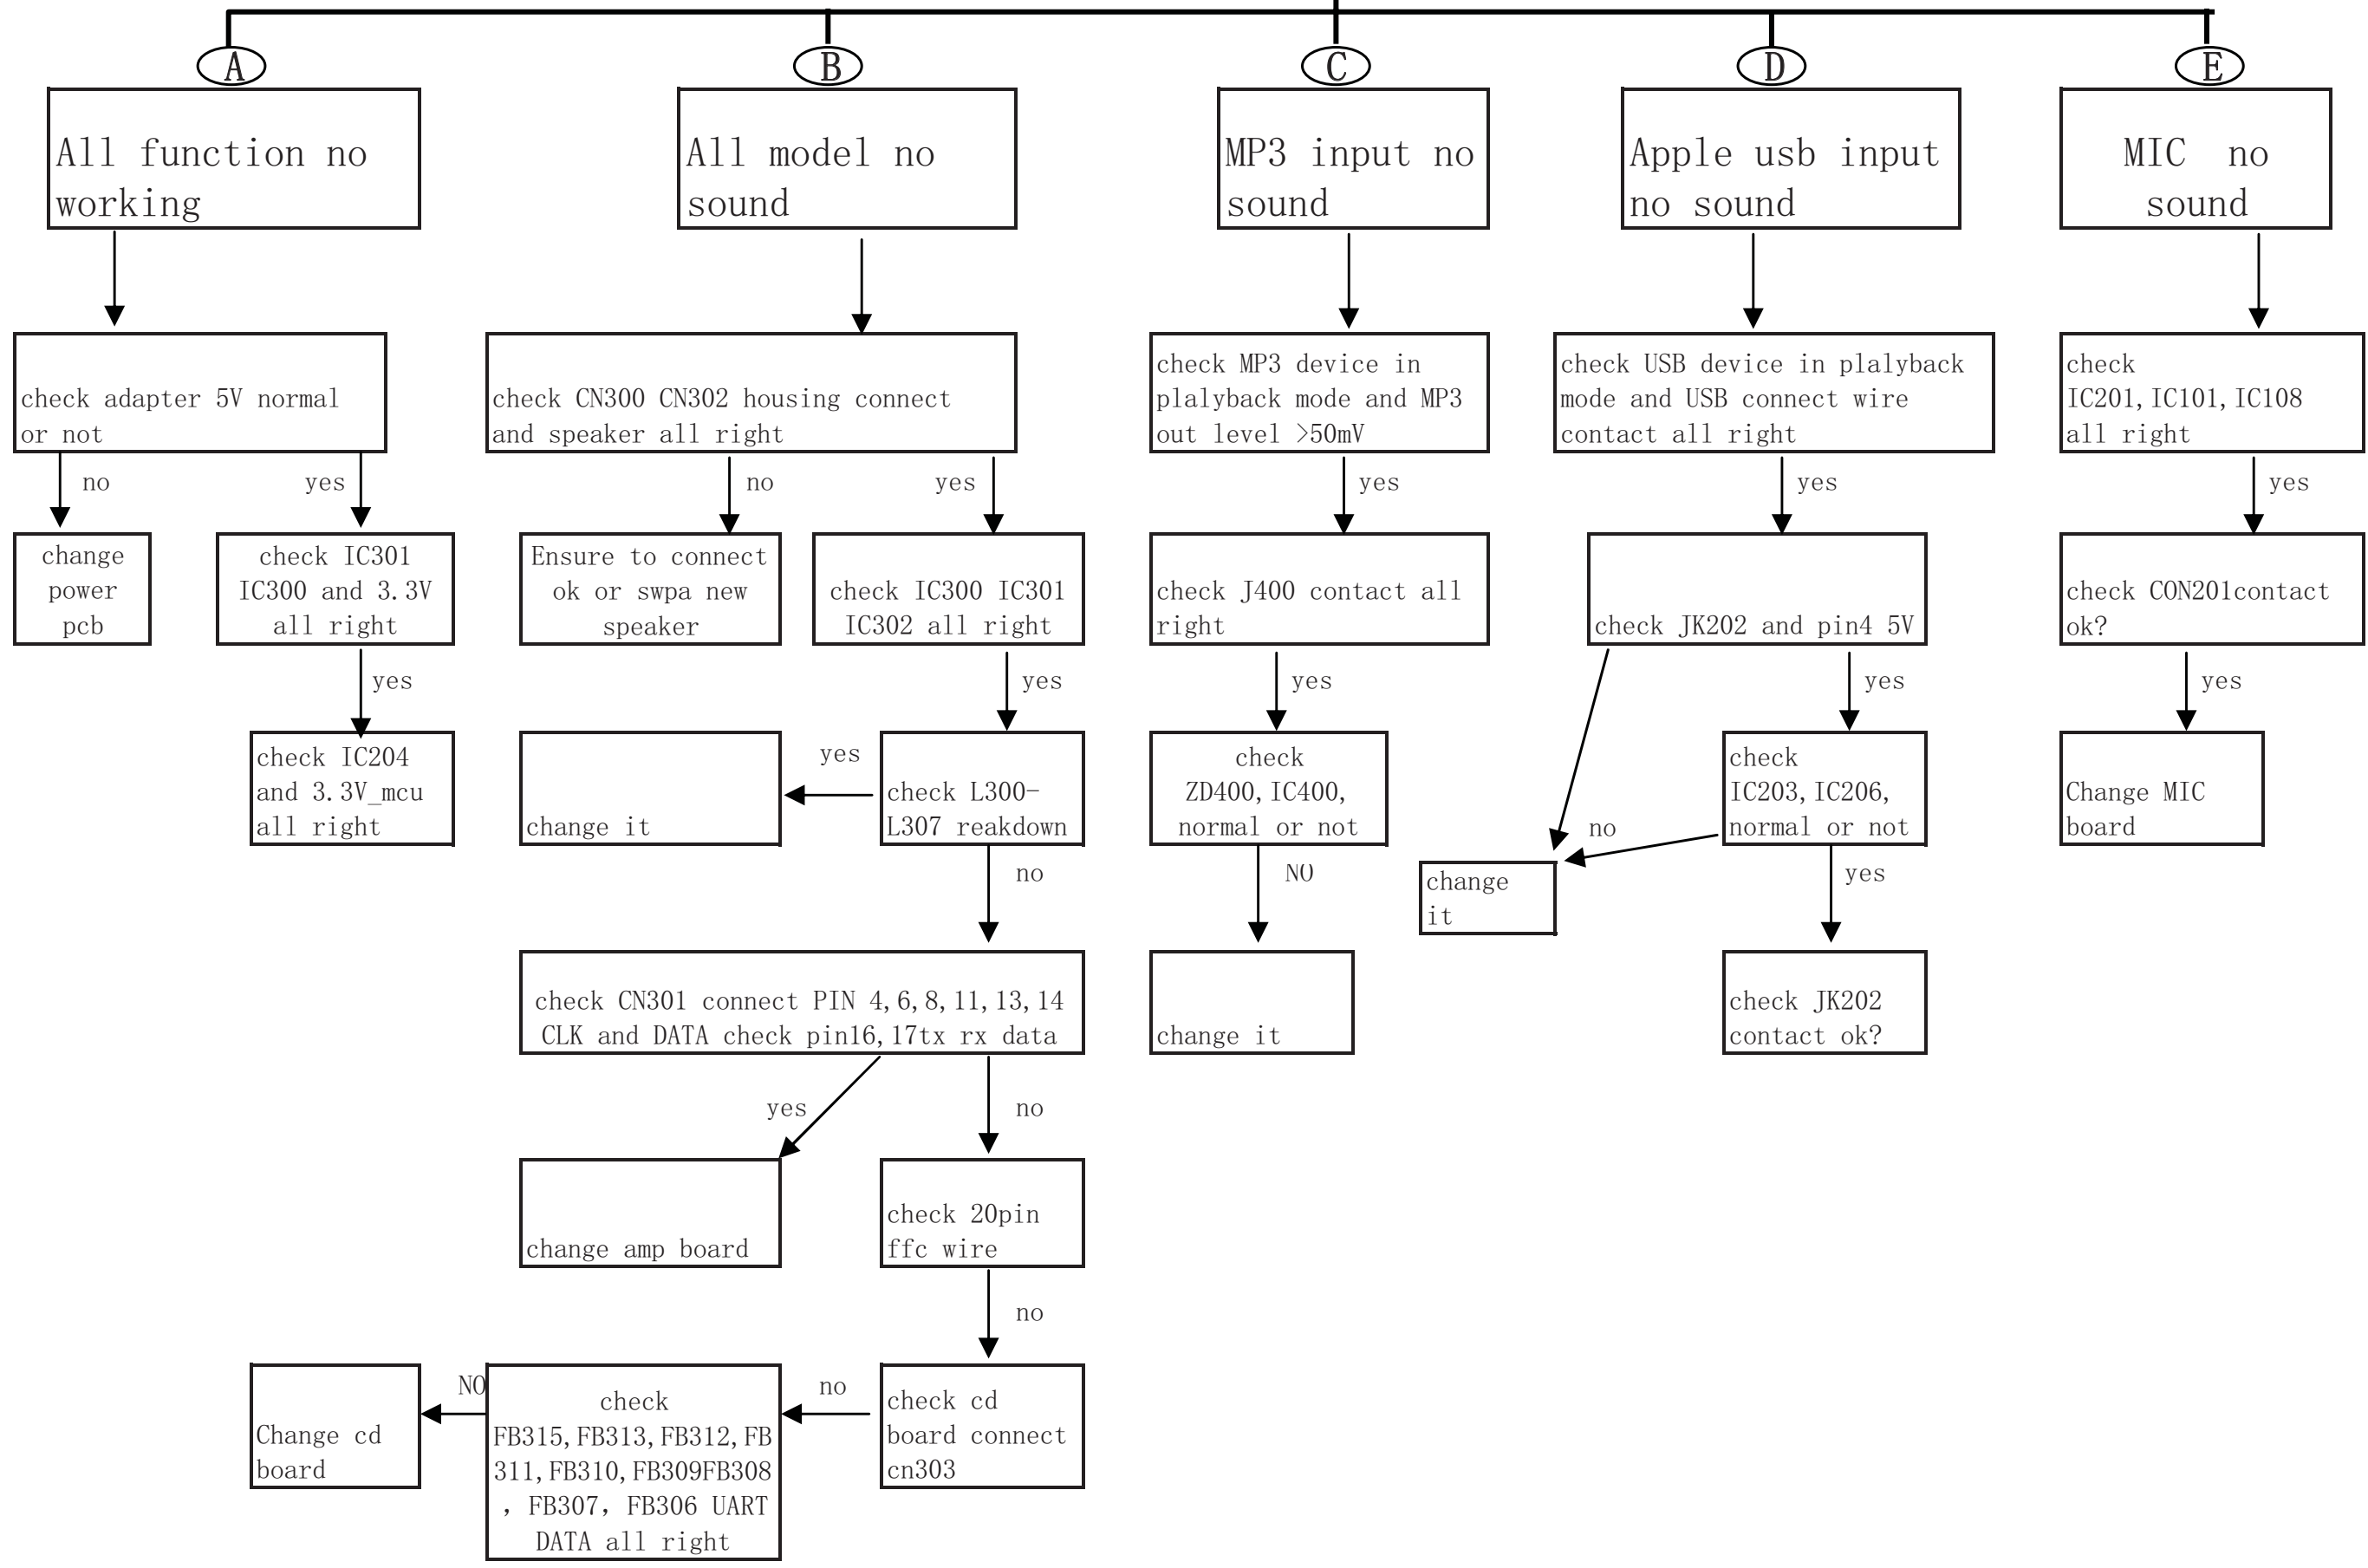 A
B
C
D
E
All function no
working
All model no
sound
MP3 input no
sound
Apple usb input
no sound
MIC no
sound
check adapter 5V normal
or not
check CN300 CN302 housing connect
and speaker all right
check MP3 device in
plalyback mode and MP3
out level >50mV
check USB device in plalyback
mode and USB connect wire
contact all right
check
IC201,IC101,IC108
all right
no
yes
no
yes
yes
yes
yes
change
power
pcb
check IC301
IC300 and 3.3V
all right
Ensure to connect
ok or swpa new
speaker
check IC300 IC301
IC302 all right
check J400 contact all
right
check JK202 and pin4 5V
check CON201contact
ok?
yes
yes
yes
yes
yes
check IC204
and 3.3V_mcu
all right
change it
yes
check L300-
L307 reakdown
check
ZD400,IC400,
normal or not
check
IC203,IC206,
normal or not
Change MIC
board
no
no
NO
yes
change
it
check CN301 connect PIN 4,6,8,11,13,14
CLK and DATA check pin16,17tx rx data
change it
check JK202
contact ok?
yes
no
change amp board
check 20pin
ffc wire
no
Change cd
board
NO
check
FB315,FB313,FB312,FB
311,FB310,FB309FB308
, FB307, FB306 UART
DATA all right
no
check cd
board connect
cn303